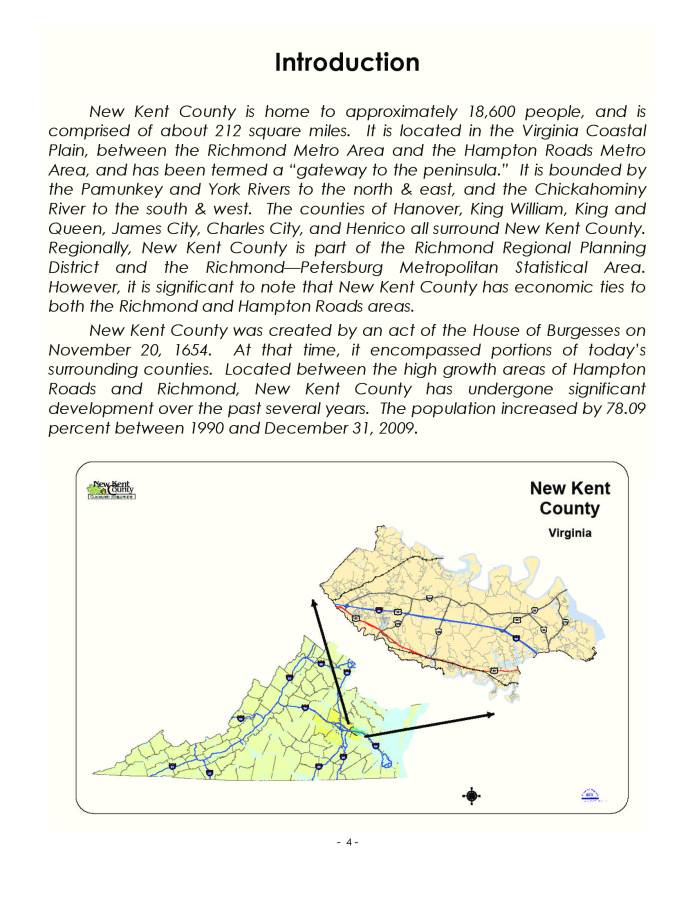 Introduction
New Kent County is home to approximately 18,600 people, and is
comprised of about 212 square miles. It is located in the Virginia Coastal
Plain, between the Richmond Metro Area and the Hampton Roads Metro
Area, and has been termed a “gateway to the peninsula.” It is bounded by
the Pamunkey and York Rivers to the north & east, and the Chickahominy
River to the south & west. The counties of Hanover, King William, King and
Queen, James City, Charles City, and Henrico all surround New Kent County.
Regionally, New Kent County is part of the Richmond Regional Planning
District and the Richmond—Petersburg Metropolitan Statistical Area.
However, it is significant to note that New Kent County has economic ties to
both the Richmond and Hampton Roads areas.
New Kent County was created by an act of the House of Burgesses on
November 20, 1654. At that time, it encompassed portions of today’s
surrounding counties. Located between the high growth areas of Hampton
Roads and Richmond, New Kent County has undergone significant
development over the past several years. The population increased by 78.09
percent between 1990 and December 31, 2009.
New Kent
County
New Kent
County
Virginia
- 4 -